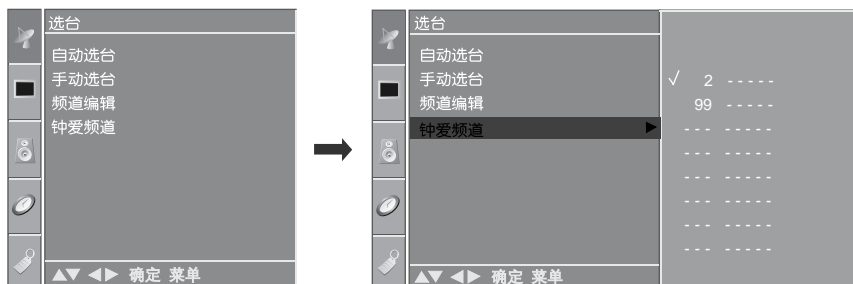 选台
自动选台
手动选台
频道编辑
钟爱频道
▲▼ ◀▶ 确定 菜单
选台
自动选台
手动选台
频道编辑
钟爱频道 ▶
▲▼ ◀▶ 确定 菜单
√ 2 - - - - -
99 - - - - -
- - - - - - - -
- - - - - - - -
- - - - - - - -
- - - - - - - -
- - - - - - - -
- - - - - - - -